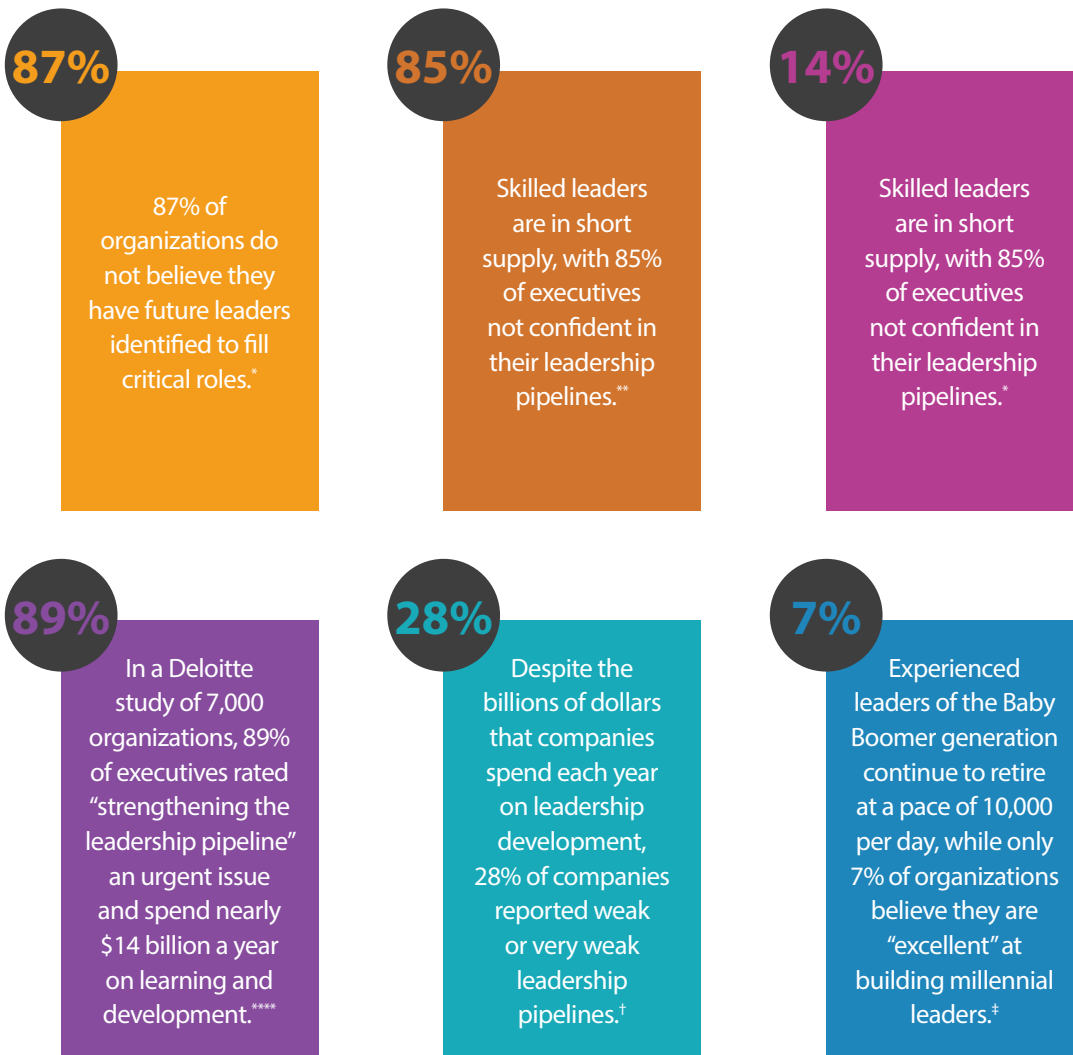 87%
87% of
organizations do
not believe they
have future leaders
identified to fill
critical roles.*
85%
Skilled leaders
are in short
supply, with 85%
of executives
not confident in
their leadership
pipelines.**
14%
Skilled leaders
are in short
supply, with 85%
of executives
not confident in
their leadership
pipelines.*
89%
In a Deloitte
study of 7,000
organizations, 89%
of executives rated
“strengthening the
leadership pipeline”
an urgent issue
and spend nearly
$14 billion a year
on learning and
development.****
28%
Despite the
billions of dollars
that companies
spend each year
on leadership
development,
28% of companies
reported weak
or very weak
leadership
pipelines.†
7%
Experienced
leaders of the Baby
Boomer generation
continue to retire
at a pace of 10,000
per day, while only
7% of organizations
believe they are
“excellent” at
building millennial
leaders.‡